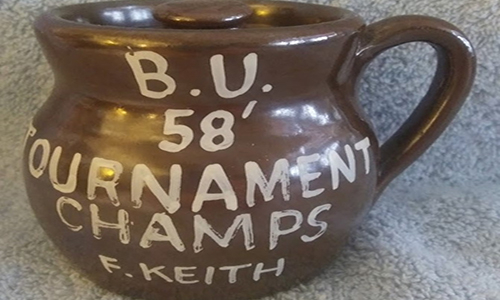 B.U.
58'
TOURNAMENT
CHAMPS
F. KEITH